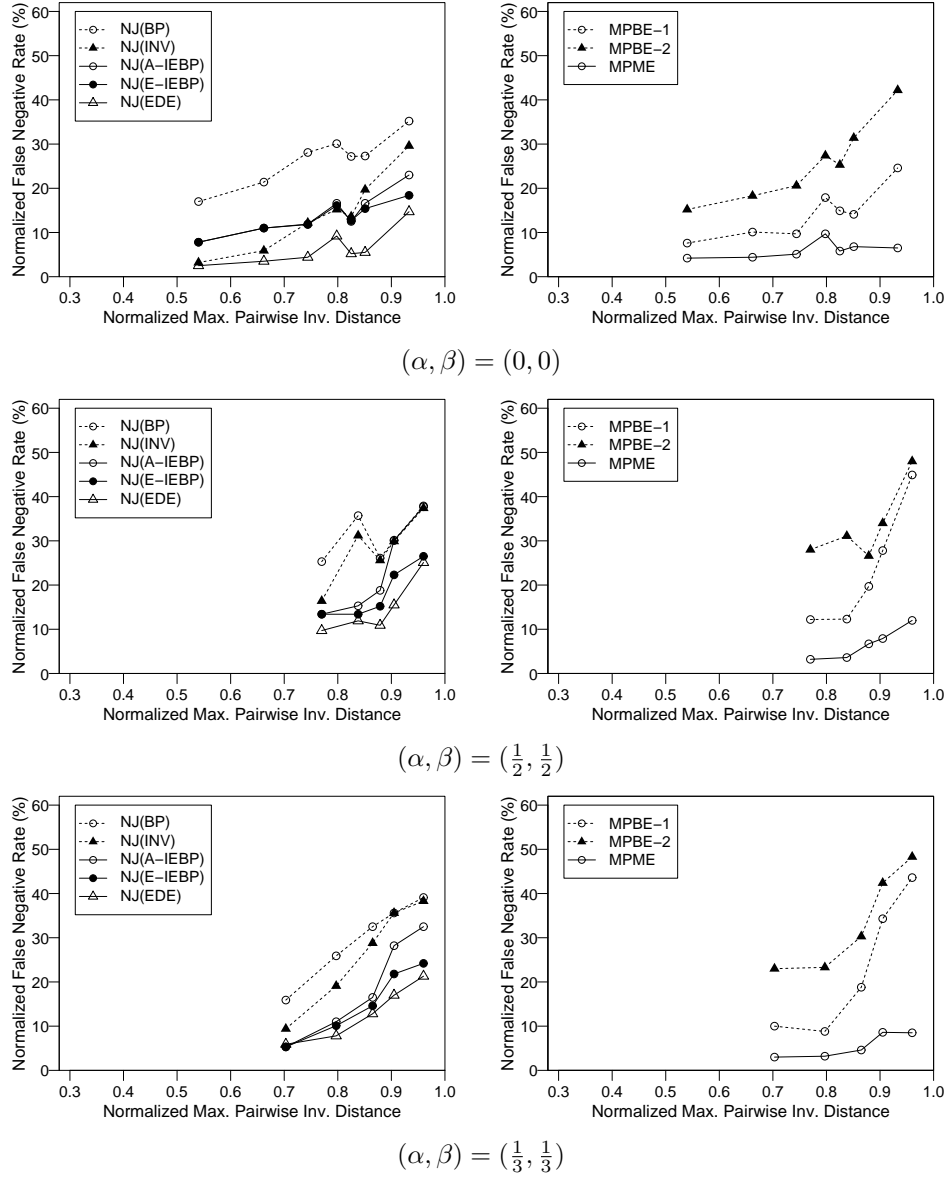 Normalized False Negative Rate (%)
60
50
40
30
20
10
0
NJ(BP)
NJ(INV)
NJ(A−IEBP)
NJ(E−IEBP)
NJ(EDE)
0.3 0.4 0.5 0.6 0.7 0.8 0.9 1.0
Normalized Max. Pairwise Inv. Distance
Normalized False Negative Rate (%)
60
50
40
30
20
10
0
MPBE−1
MPBE−2
MPME
0.3 0.4 0.5 0.6 0.7 0.8 0.9 1.0
Normalized Max. Pairwise Inv. Distance
(α, β) = (0, 0)
Normalized False Negative Rate (%)
60
50
40
30
20
10
0
NJ(BP)
NJ(INV)
NJ(A−IEBP)
NJ(E−IEBP)
NJ(EDE)
0.3 0.4 0.5 0.6 0.7 0.8 0.9 1.0
Normalized Max. Pairwise Inv. Distance
Normalized False Negative Rate (%)
60
50
40
30
20
10
0
MPBE−1
MPBE−2
MPME
0.3 0.4 0.5 0.6 0.7 0.8 0.9 1.0
Normalized Max. Pairwise Inv. Distance
(α, β) = (1/2, 1/2)
Normalized False Negative Rate (%)
60
50
40
30
20
10
0
NJ(BP)
NJ(INV)
NJ(A−IEBP)
NJ(E−IEBP)
NJ(EDE)
0.3 0.4 0.5 0.6 0.7 0.8 0.9 1.0
Normalized Max. Pairwise Inv. Distance
Normalized False Negative Rate (%)
60
50
40
30
20
10
0
MPBE−1
MPBE−2
MPME
0.3 0.4 0.5 0.6 0.7 0.8 0.9 1.0
Normalized Max. Pairwise Inv. Distance
(α, β) = (1/3, 1/3)